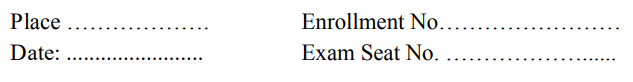 Place ………………. Enrollment No……………………
Date: ....................... Exam Seat No. ………………......